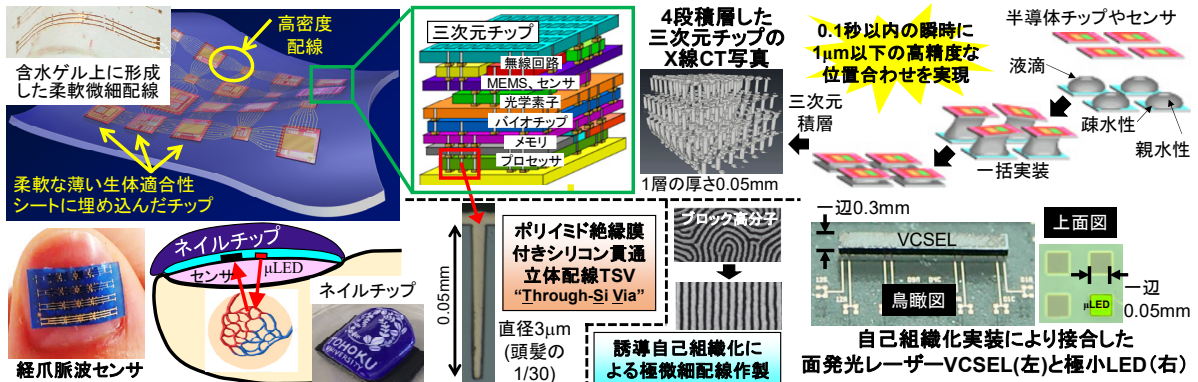 含水ゲル上に形成
した柔軟微細配線
高密度
配線
柔軟な薄い生体適合性
シートに埋め込んだチップ
三次元チップ
無線回路
MEMS、センサ
光学素子
バイオチップ
メモリ
プロセッサ
4段積層した
三次元チップの
X線CT写真
1層の厚さ0.05mm
0.1秒以内の瞬時に
1μm以下の高精度な
位置合わせを実現
半導体チップやセンサ
液滴
疎水性
親水性
一括実装
三次元
積層
経爪脈波センサ
ネイルチップ
センサ
μLED
ネイルチップ
TOHOKU
UNIVERSITY
0.05mm
ポリイミド絶縁膜
付きシリコン貫通
立体配線TSV
“Through-Si Via”
直径3μm
(頭髪の
1/30)
ブロック高分子
誘導自己組織化に
よる極微細配線作製
一辺0.3mm
VCSEL
鳥瞰図
上面図
μLED
一辺
0.05mm
自己組織化実装により接合した
面発光レーザーVCSEL(左)と極小LED(右)